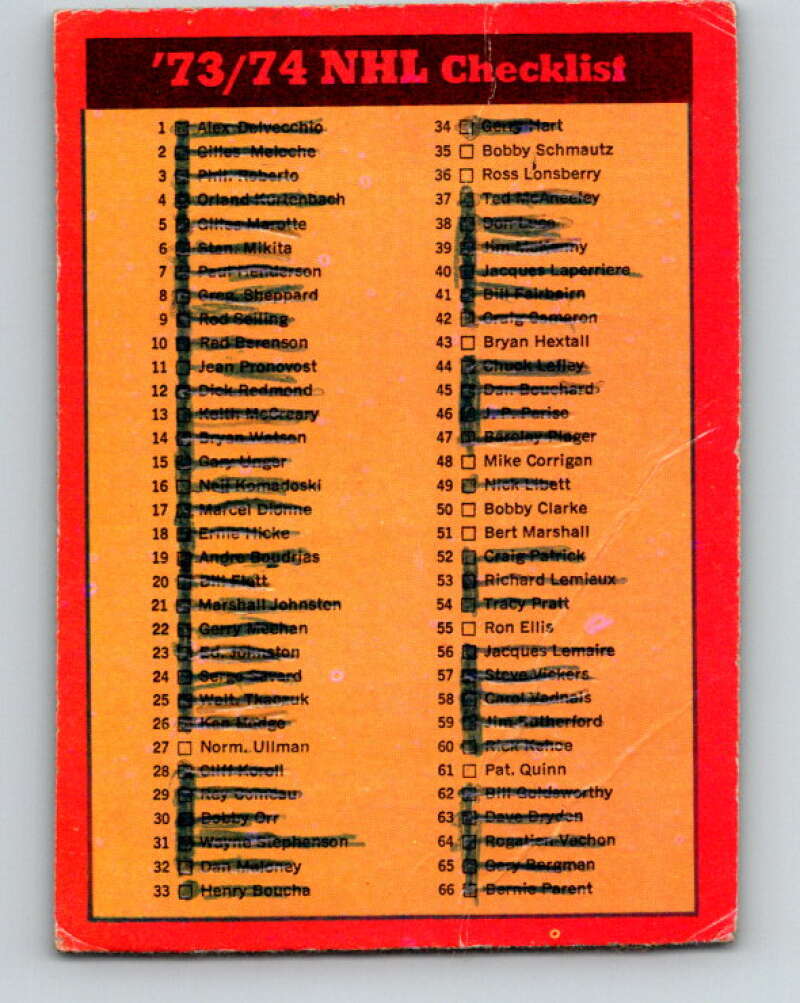 '73/74 NHL Checklist
1 Alex Delvecchio
2 Gilles Meloche
3 Phil. Roberto
4 Orland Kurtenbach
5 Gilles Marotte
6 Stan. Mikita
7 Paul Henderson
8 Greg. Sheppard
9 Rod Seiling
10 Red Berenson
11 Jean Pronovost
12 Dick Redmond
13 Keith McCreary
14 Bryan Watson
15 Gary Unger
16 Neil Komadoski
17 Marcel Dionne
18 Ernie Hicke
19 Andre Boudrias
20 Bill Flett
21 Marshall Johnston
22 Gerry Meehan
23 Ed. Johnston
24 Serge Savard
25 Walt. Tkaczuk
26 Ken Hodge
27 Norm. Ullman
28 Cliff Koroll
29 Rey Comeau
30 Bobby Orr
31 Wayne Stephenson
32 Dan Maloney
33 Henry Boucha
34 Gerry Hart
35 Bobby Schmautz
36 Ross Lonsberry
37 Ted McAneeley
38 Don Luce
39 Jim McKenny
40 Jacques Laperriere
41 Bill Fairbairn
42 Craig Cameron
43 Bryan Hextall
44 Chuck Lefley
45 Dan Bouchard
46 J. P. Parise
47 Barclay Plager
48 Mike Corrigan
49 Nick Libett
50 Bobby Clarke
51 Bert Marshall
52 Craig Patrick
53 Richard Lemieux
54 Tracy Pratt
55 Ron Ellis
56 Jacques Lemaire
57 Steve Vickers
58 Carol Vadnais
59 Jim Rutherford
60 Rick Kehoe
61 Pat. Quinn
62 Bill Goldsworthy
63 Dave Dryden
64 Rogatien Vachon
65 Gary Bergman
66 Bernie Parent